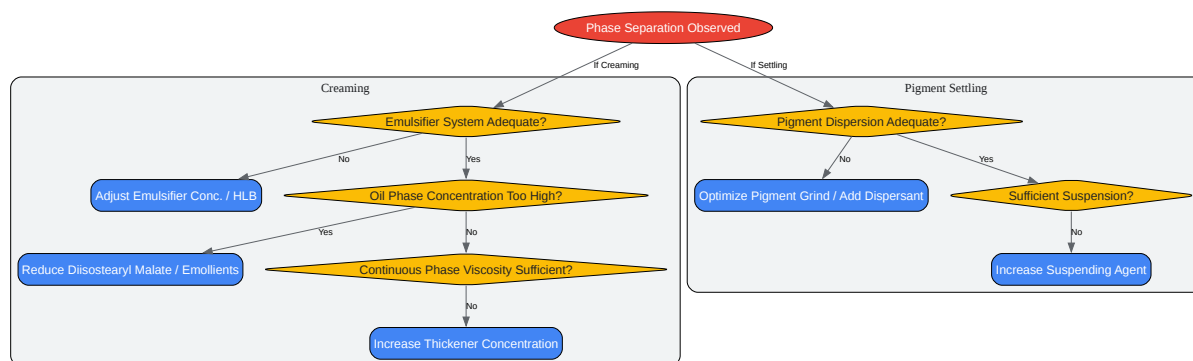 Phase Separation Observed
If Creaming
If Settling
Creaming
Pigment Settling
Emulsifier System Adequate?
Pigment Dispersion Adequate?
No
Yes
No
Yes
Adjust Emulsifier Conc. / HLB
Oil Phase Concentration Too High?
Optimize Pigment Grind / Add Dispersant
Sufficient Suspension?
Yes
No
No
Reduce Diisostearyl Malate / Emollients
Continuous Phase Viscosity Sufficient?
Increase Suspending Agent
No
Increase Thickener Concentration